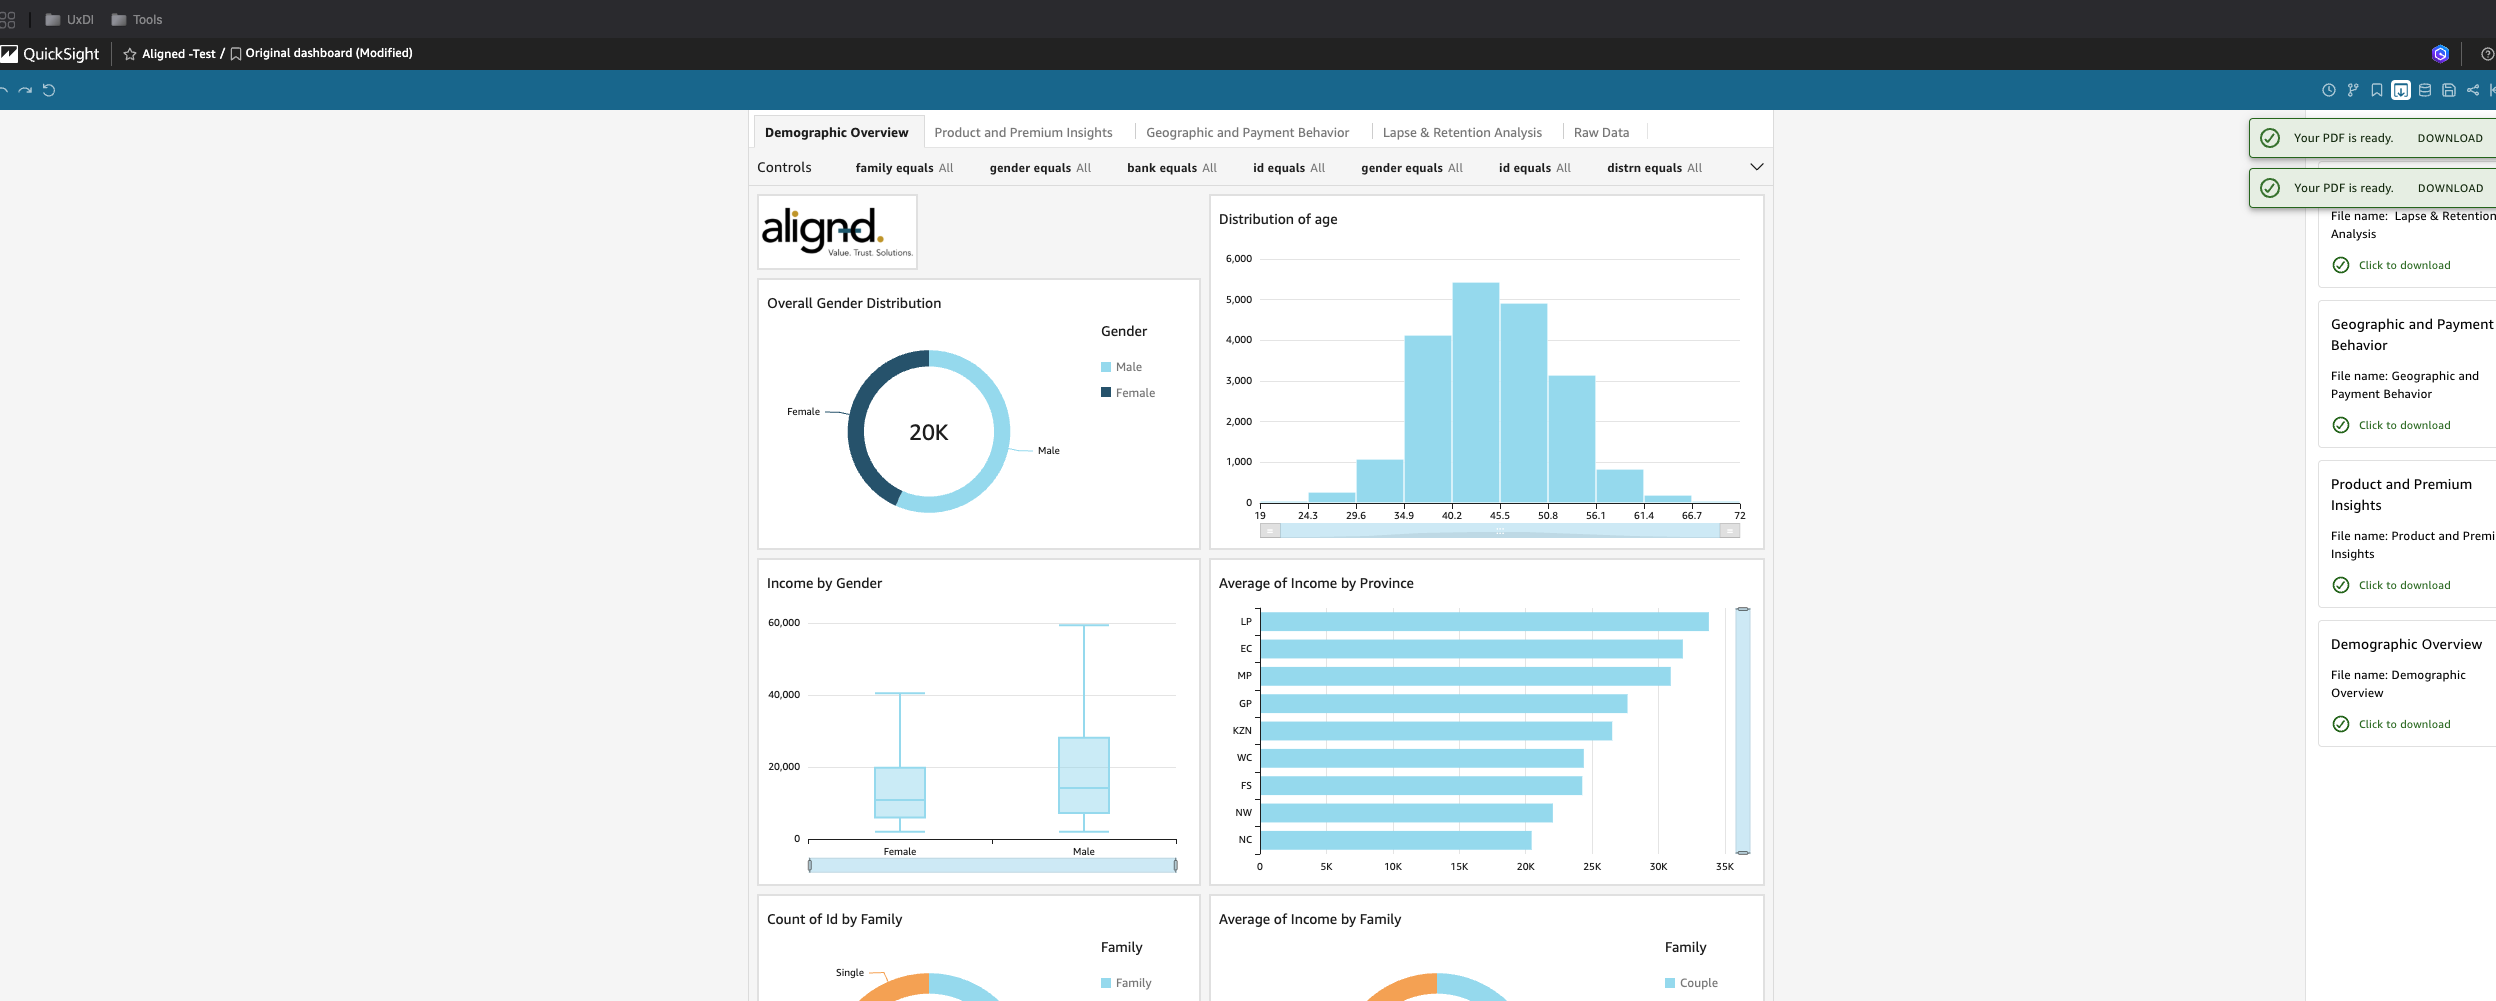 UxDI
Tools
QuickSight
Aligned -Test / Original dashboard (Modified)
Demographic Overview
Product and Premium Insights
Geographic and Payment Behavior
Lapse & Retention Analysis
Raw Data
Controls
family equals All
gender equals All
bank equals All
id equals All
gender equals All
id equals All
distrn equals All
alignd.
Value. Trust. Solutions.
Overall Gender Distribution
Gender
Male
Female
Female
20K
Male
Distribution of age
6,000
5,000
4,000
3,000
2,000
1,000
0
19 24.3 29.6 34.9 40.2 45.5 50.8 56.1 61.4 66.7 72
Income by Gender
60,000
40,000
20,000
0
Female Male
Average of Income by Province
LP
EC
MP
GP
KZN
WC
FS
NW
NC
0 5K 10K 15K 20K 25K 30K 35K
Count of Id by Family
Family
Single
Family
Average of Income by Family
Family
Couple
Your PDF is ready. DOWNLOAD
Your PDF is ready. DOWNLOAD
File name: Lapse & Retention
Analysis
Click to download
Geographic and Payment
Behavior
File name: Geographic and
Payment Behavior
Click to download
Product and Premium
Insights
File name: Product and Premi
Insights
Click to download
Demographic Overview
File name: Demographic
Overview
Click to download